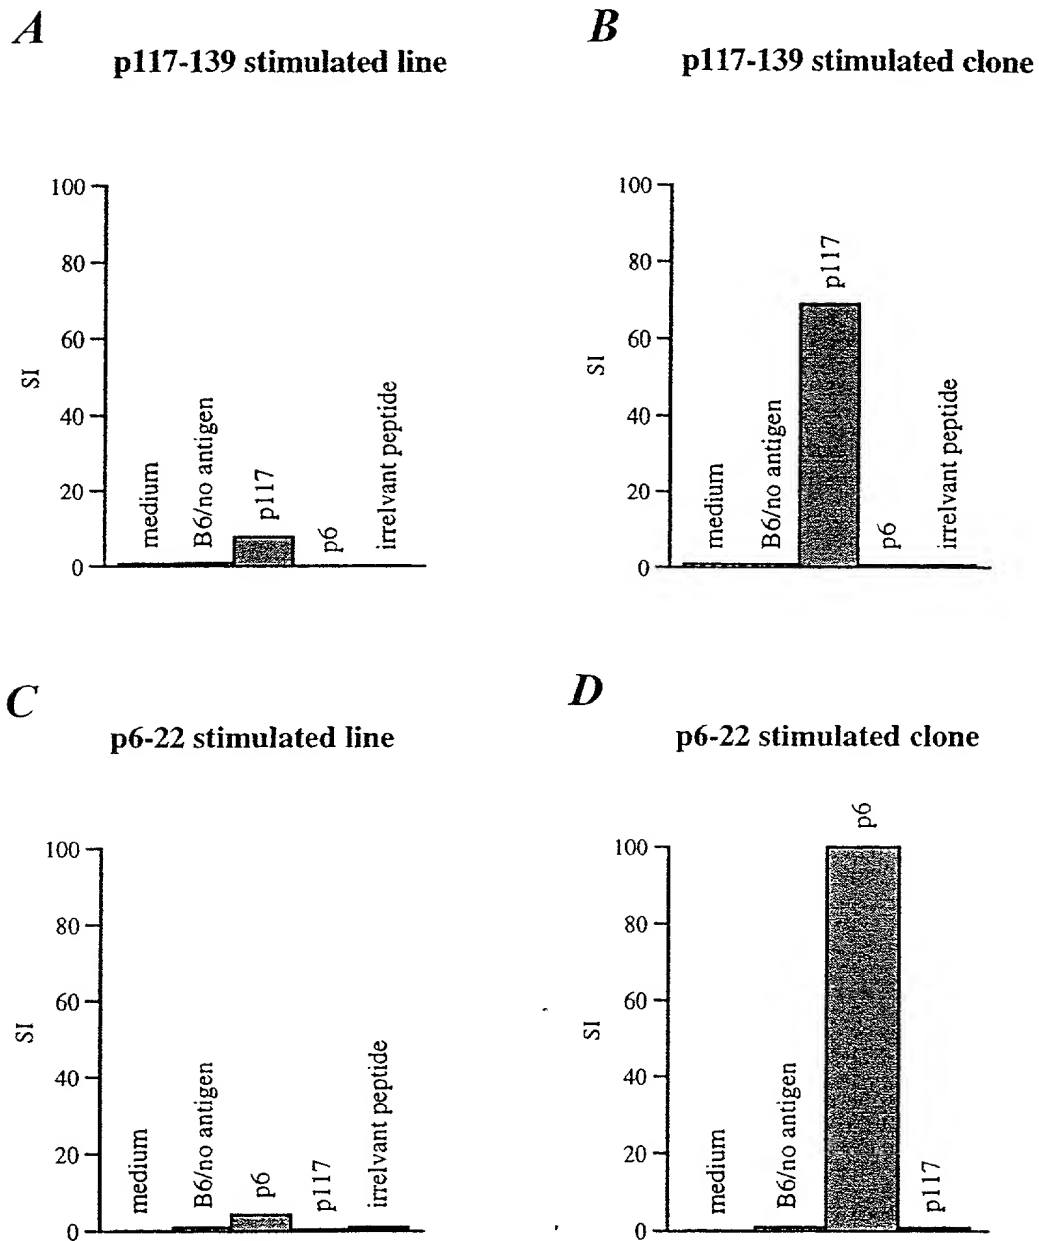 A
p117-139 stimulated line
100
80
60
40
20
0
SI
medium
B6/no antigen
p117
p6
irrelvant peptide
B
p117-139 stimulated clone
100
80
60
40
20
0
SI
medium
B6/no antigen
p117
p6
irrelvant peptide
C
p6-22 stimulated line
100
80
60
40
20
0
SI
medium
B6/no antigen
p6
p117
irrelvant peptide
D
p6-22 stimulated clone
100
80
60
40
20
0
SI
medium
B6/no antigen
p6
p117